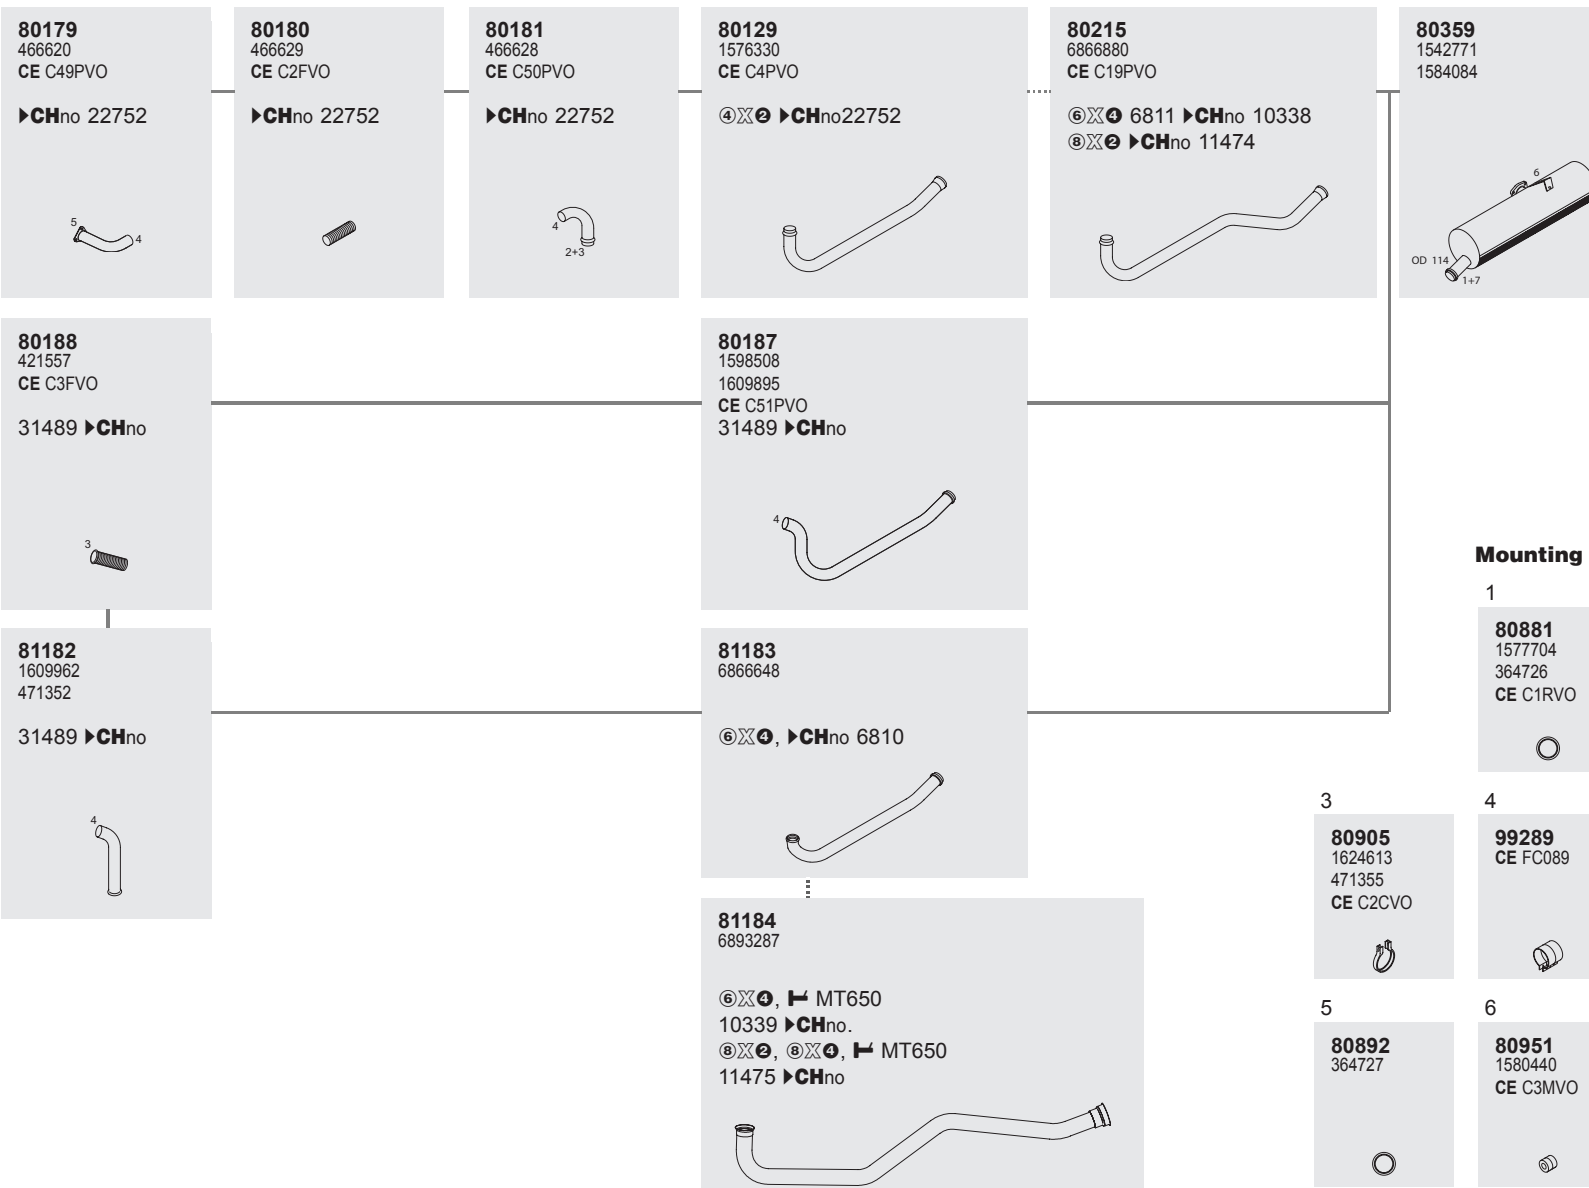 80179
466620
CE C49PVO
▶CHno 22752
5
4
80180
466629
CE C2FVO
▶CHno 22752
80181
466628
CE C50PVO
▶CHno 22752
4
2+3
80129
1576330
CE C4PVO
④X❷ ▶CHno22752
80215
6866880
CE C19PVO
⑥X❹ 6811 ▶CHno 10338
⑧X❷ ▶CHno 11474
80359
1542771
1584084
6
OD 114
1+7
80188
421557
CE C3FVO
31489 ▶CHno
3
80187
1598508
1609895
CE C51PVO
31489 ▶CHno
4
81182
1609962
471352
31489 ▶CHno
4
81183
6866648
⑥X❹, ▶CHno 6810
81184
6893287
⑥X❹, MT650
10339 ▶CHno.
⑧X❷, ⑧X❹, MT650
11475 ▶CHno
Mounting
1
80881
1577704
364726
CE C1RVO
3
80905
1624613
471355
CE C2CVO
4
99289
CE FC089
5
80892
364727
6
80951
1580440
CE C3MVO